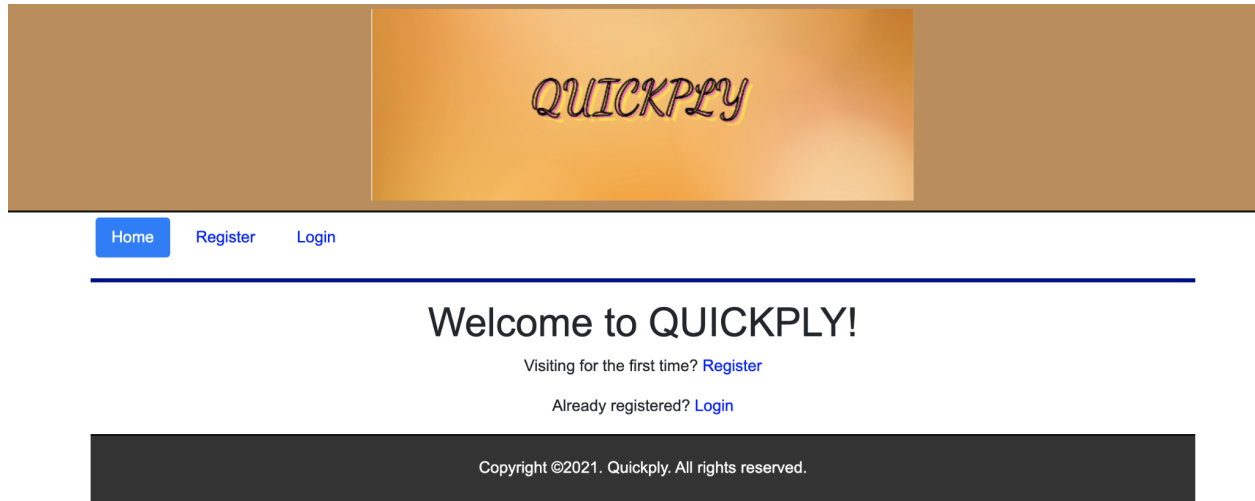 QUICKPLY
Home Register Login
Welcome to QUICKPLY!
Visiting for the first time? Register
Already registered? Login
Copyright ©2021. Quickply. All rights reserved.